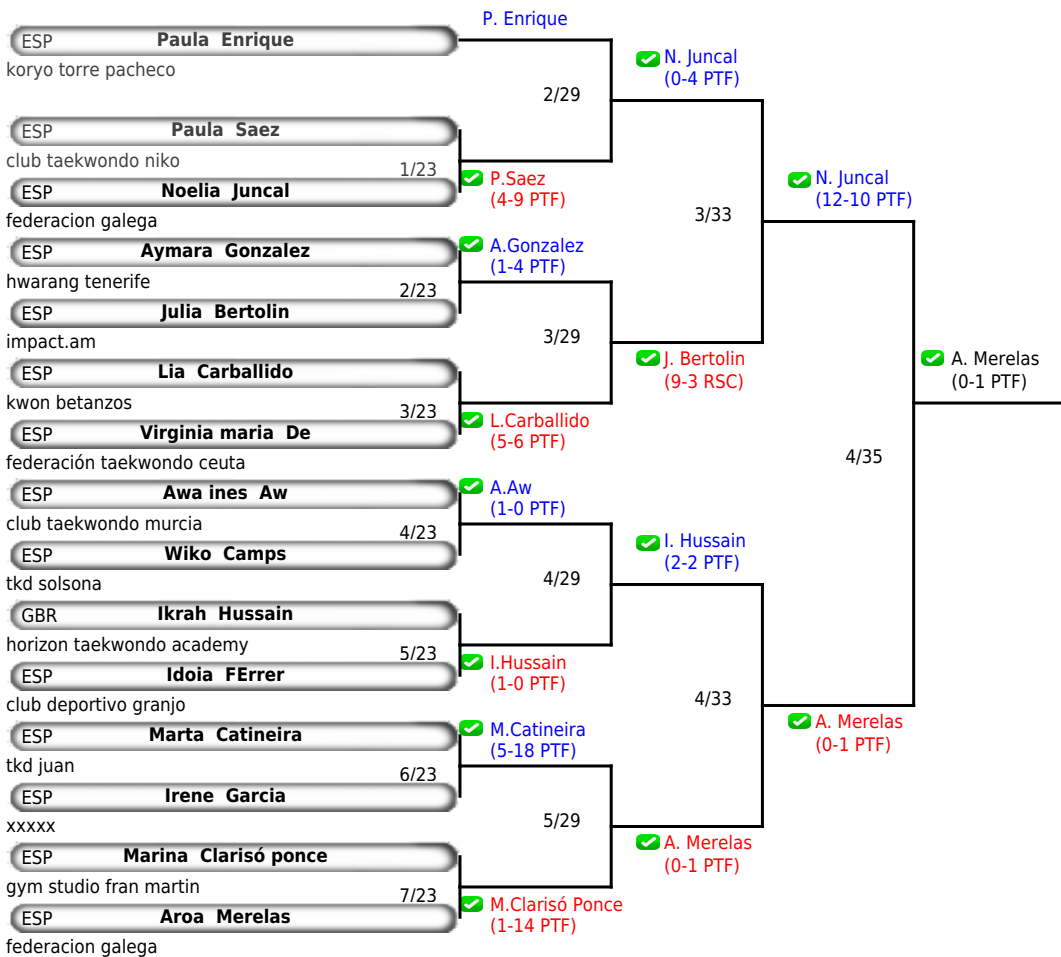 P. Enrique
ESP Paula Enrique
koryo torre pacheco
N. Juncal
(0-4 PTF)
2/29
ESP Paula Saez
club taekwondo niko
1/23
ESP Noelia Juncal
federacion galega
P.Saez
(4-9 PTF)
N. Juncal
(12-10 PTF)
3/33
ESP Aymara Gonzalez
hwarang tenerife
A.Gonzalez
(1-4 PTF)
2/23
ESP Julia Bertolin
impact.am
3/29
J. Bertolin
(9-3 RSC)
A. Merelas
(0-1 PTF)
ESP Lia Carballido
kwon betanzos
3/23
ESP Virginia maria De
federación taekwondo ceuta
L.Carballido
(5-6 PTF)
4/35
ESP Awa ines Aw
club taekwondo murcia
A.Aw
(1-0 PTF)
4/23
ESP Wiko Camps
tkd solsona
I. Hussain
(2-2 PTF)
4/29
GBR Ikrah Hussain
horizon taekwondo academy
5/23
ESP Idoia FErrer
club deportivo granjo
I.Hussain
(1-0 PTF)
4/33
A. Merelas
(0-1 PTF)
ESP Marta Catineira
tkd juan
M.Catineira
(5-18 PTF)
6/23
ESP Irene Garcia
xxxxx
5/29
A. Merelas
(0-1 PTF)
ESP Marina Clarisó ponce
gym studio fran martin
7/23
ESP Aroa Merelas
federacion galega
M.Clarisó Ponce
(1-14 PTF)